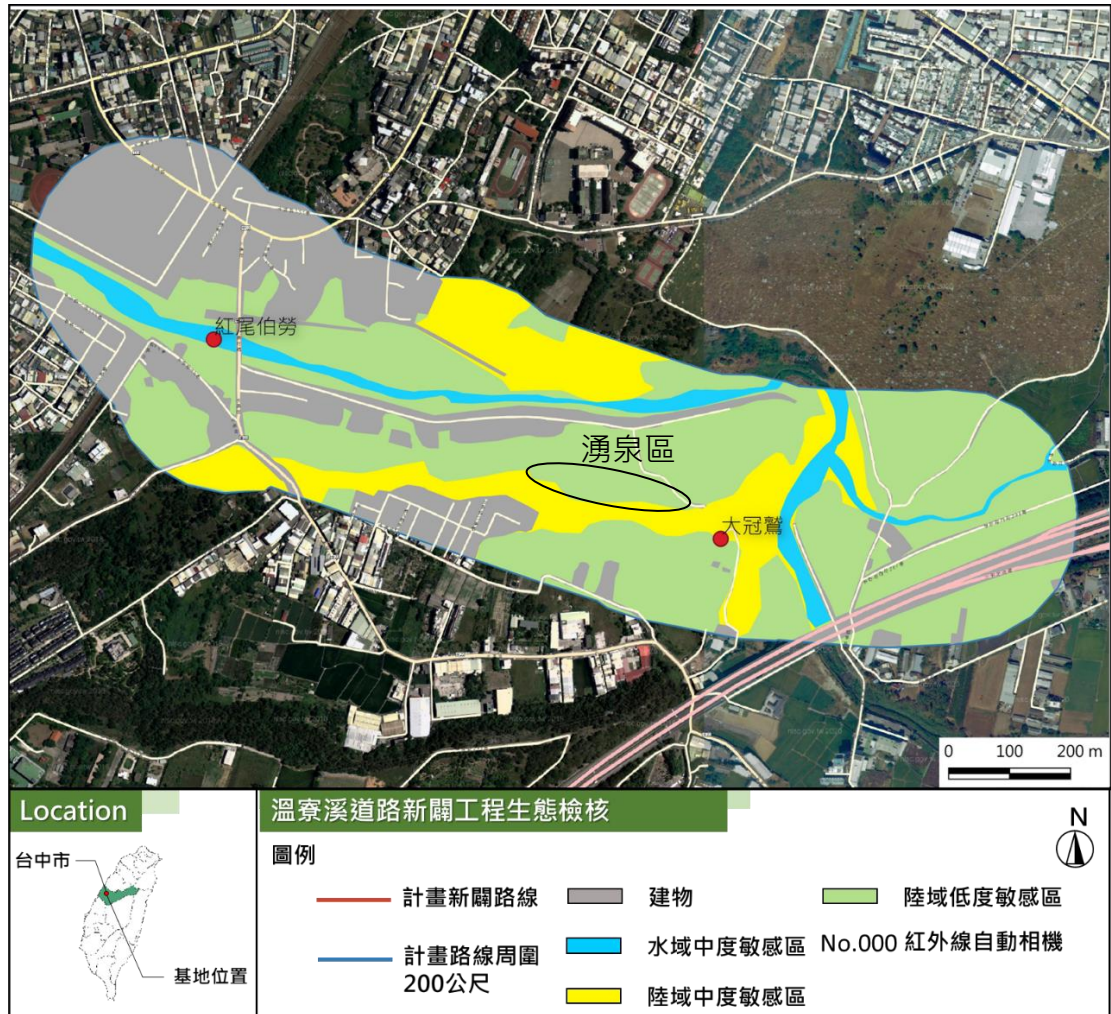 紅尾伯勞
湧泉區
大冠鷲
0 100 200 m
Location
台中市
基地位置
溫寮溪道路新闢工程生態檢核
N
圖例
計畫新闢路線
建物
陸域低度敏感區
計畫路線周圍
200公尺
水域中度敏感區
No.000 紅外線自動相機
陸域中度敏感區